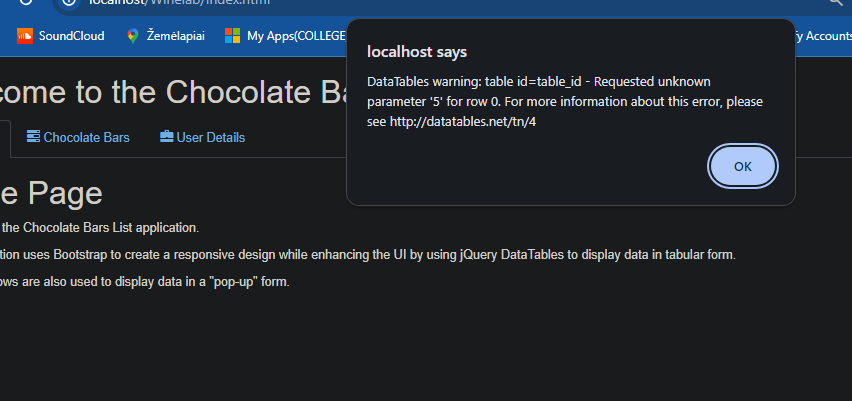 localhost/Winelab/index.html
SoundCloud Žemėlapiai My Apps(COLLEGE
fy Accounts
localhost says
DataTables warning: table id=table_id - Requested unknown
parameter '5' for row 0. For more information about this error, please
see http://datatables.net/tn/4
OK
come to the Chocolate Ba
Chocolate Bars User Details
e Page
the Chocolate Bars List application.
tion uses Bootstrap to create a responsive design while enhancing the UI by using jQuery DataTables to display data in tabular form.
ows are also used to display data in a "pop-up" form.